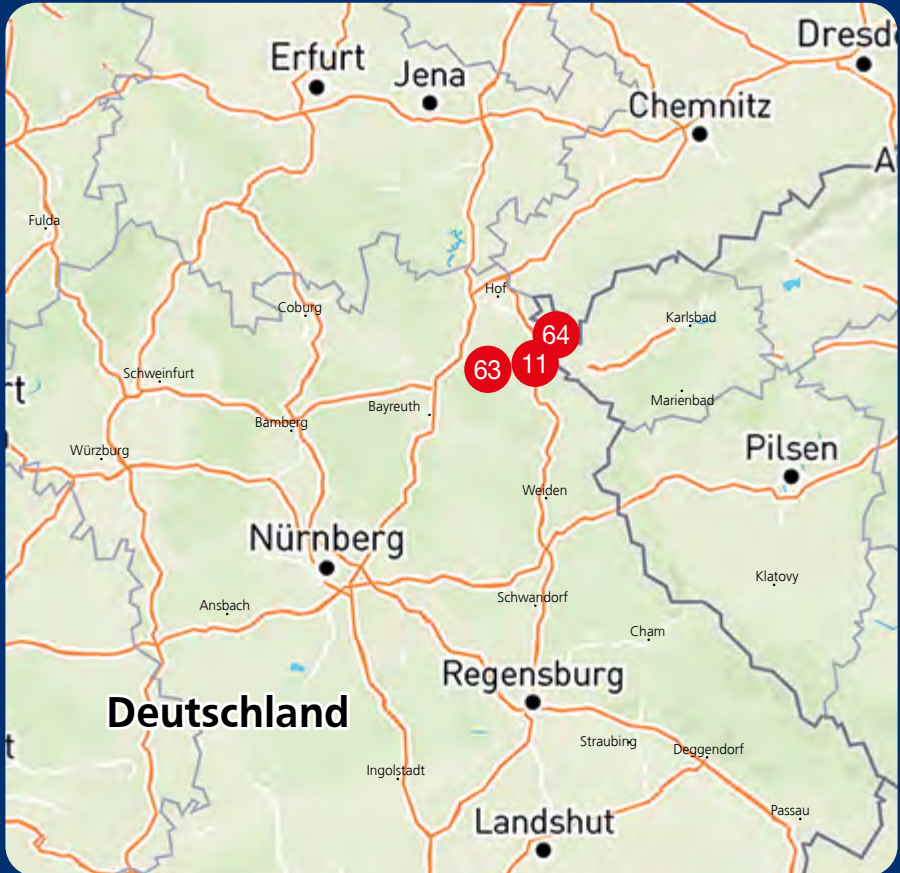 Dresd
Erfurt
Jena
Chemnitz
A
Fulda
Hof
Coburg
Karlsbad
64
11
63
Schweinfurt
rt
Marienbad
Bayreuth
Bamberg
Würzburg
Pilsen
Weiden
Nürnberg
Klatovy
Schwandorf
Ansbach
Cham
Regensburg
Deutschland
Straubing
Deggendorf
t
Ingolstadt
Passau
Landshut